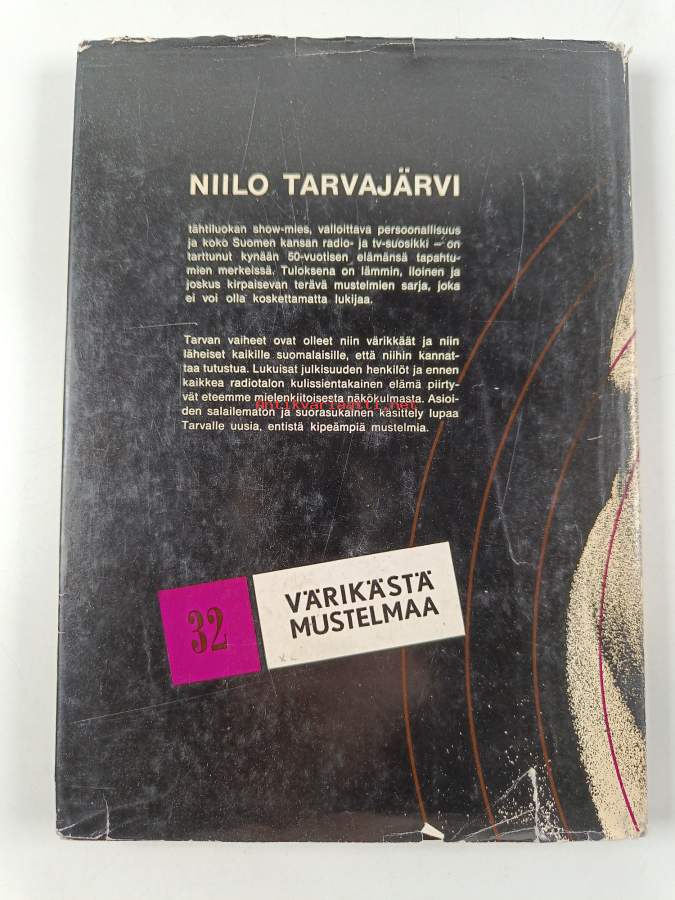 NIILO TARVAJÄRVI
tähtiluokan show-mies, valloittava persoonallisuus
ja koko Suomen kansan radio- ja tv-suosikki — on
tarttunut kynään 50-vuotisen elämänsä tapahtu-
mien merkeissä. Tuloksena on lämmin, iloinen ja
joskus kirpaisevan terävä mustelmien sarja, joka
ei voi olla koskettamatta lukijaa.
Tarvan vaiheet ovat olleet niin värikkäät ja niin
läheiset kaikille suomalaisille, että niihin kannat-
taa tutustua. Lukuisat julkisuuden henkilöt ja ennen
kaikkea radiotalon kulissientakainen elämä piirty-
vät eteemme mielenkiitoisesta näkökulmasta. Asioi-
den salailematon ja suorasukainen käsittely lupaa
Tarvalle uusia, entistä kipeämpiä mustelmia.
Antikvariaatti.net
32
VÄRIKÄSTÄ
MUSTELMAA